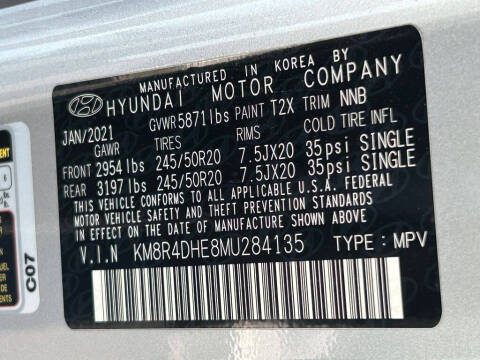 MANUFACTURED IN KOREA BY
HYUNDAI MOTOR COMPANY
JAN/2021 GVWR 5871 lbs PAINT T2X TRIM NNB
GAWR TIRES RIMS COLD TIRE INFL
FRONT 2954 lbs 245/50R20 7.5JX20 35psi SINGLE
REAR 3197 lbs 245/50R20 7.5JX20 35psi SINGLE
THIS VEHICLE CONFORMS TO ALL APPLICABLE U.S.A. FEDERAL
MOTOR VEHICLE SAFETY AND THEFT PREVENTION STANDARDS
IN EFFECT ON THE DATE OF MANUFACTURE SHOWN ABOVE.
V.I.N KM8R4DHE8MU284135 TYPE : MPV
C07